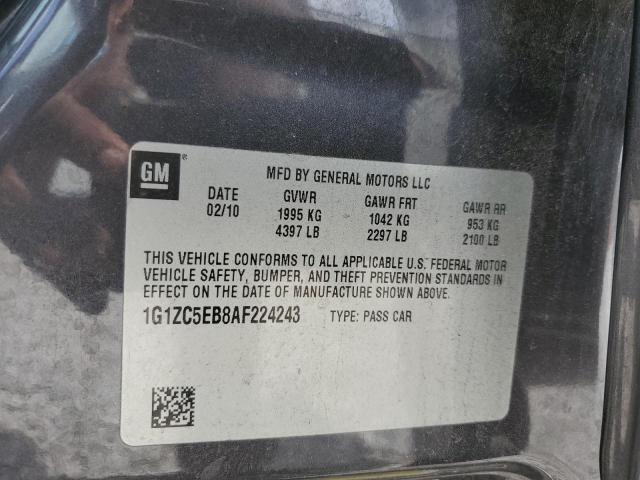 GM ®
MFD BY GENERAL MOTORS LLC
DATE GVWR GAWR FRT GAWR RR
02/10 1995 KG 1042 KG 953 KG
4397 LB 2297 LB 2100 LB
THIS VEHICLE CONFORMS TO ALL APPLICABLE U.S. FEDERAL MOTOR
VEHICLE SAFETY, BUMPER, AND THEFT PREVENTION STANDARDS IN
EFFECT ON THE DATE OF MANUFACTURE SHOWN ABOVE.
1G1ZC5EB8AF224243 TYPE: PASS CAR